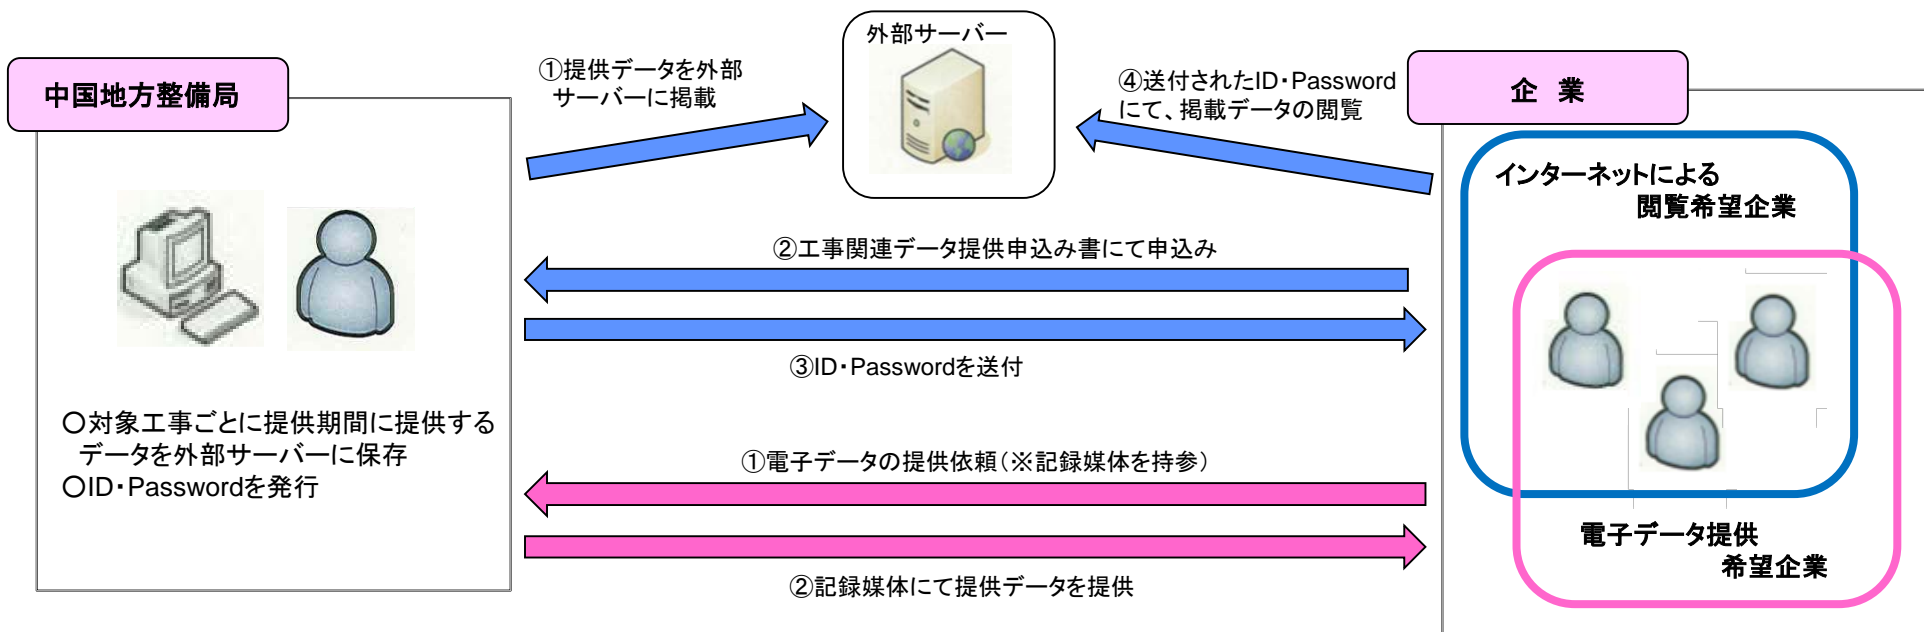 中国地方整備局
○対象工事ごとに提供期間に提供する
データを外部サーバーに保存
○ID・Passwordを発行
①提供データを外部
サーバーに掲載
外部サーバー
④送付されたID・Password
にて、掲載データの閲覧
②工事関連データ提供申込み書にて申込み
③ID・Passwordを送付
①電子データの提供依頼(※記録媒体を持参)
②記録媒体にて提供データを提供
企 業
インターネットによる
閲覧希望企業
電子データ提供
希望企業